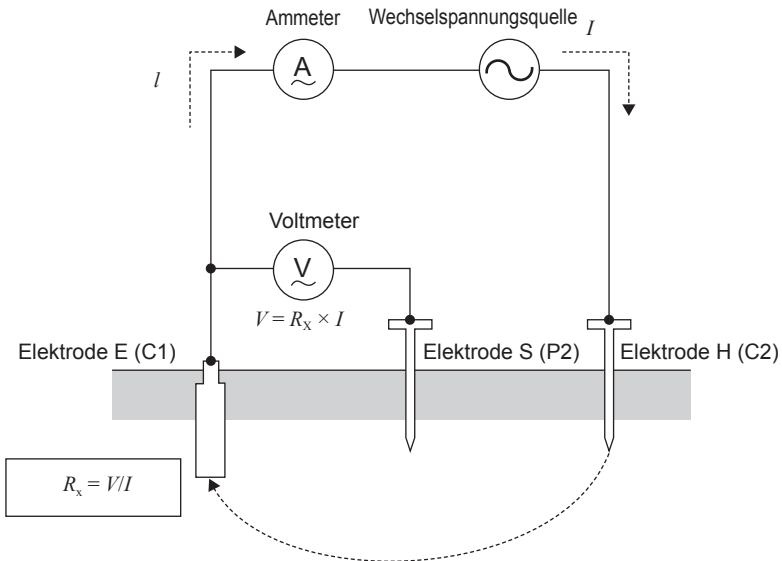 Ammeter
Wechselspannungsquelle
I
l
A
Voltmeter
V
V = Rx × I
Elektrode E (C1)
Elektrode S (P2)
Elektrode H (C2)
Rx = V/I